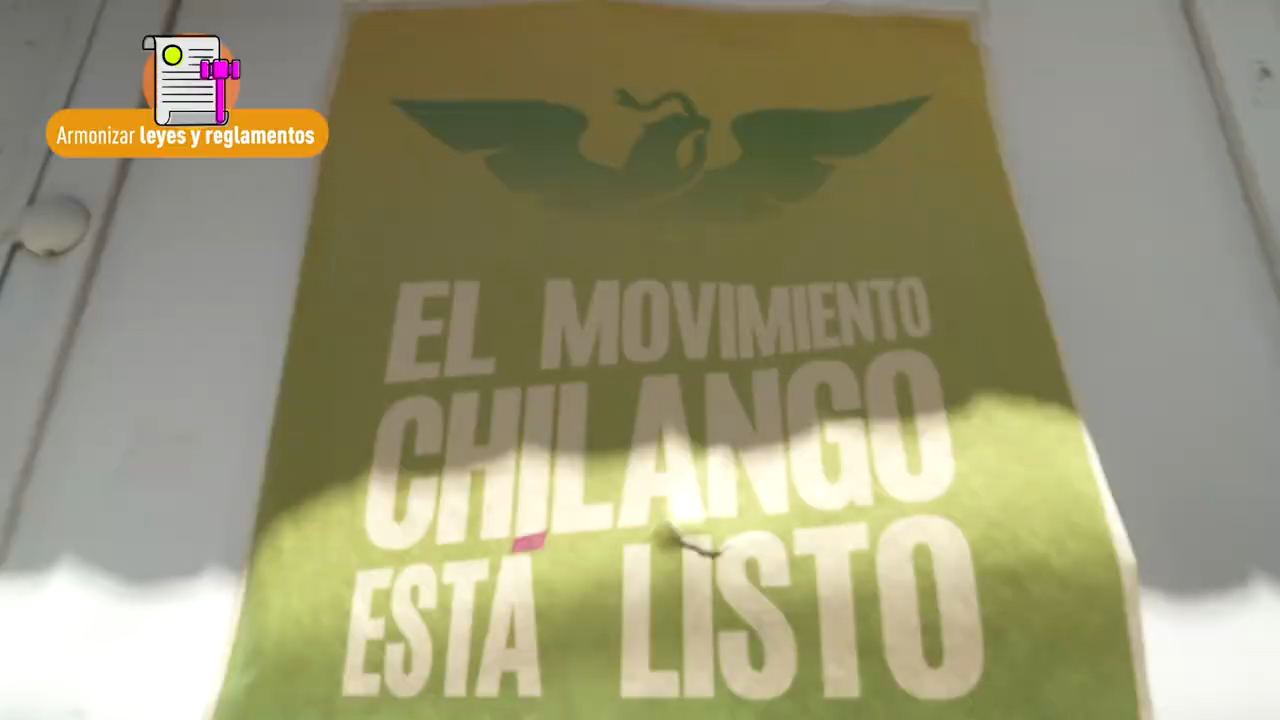 Armonizar leyes y reglamentos
EL MOVIMIENTO
CHILANGO
ESTÁ LISTO